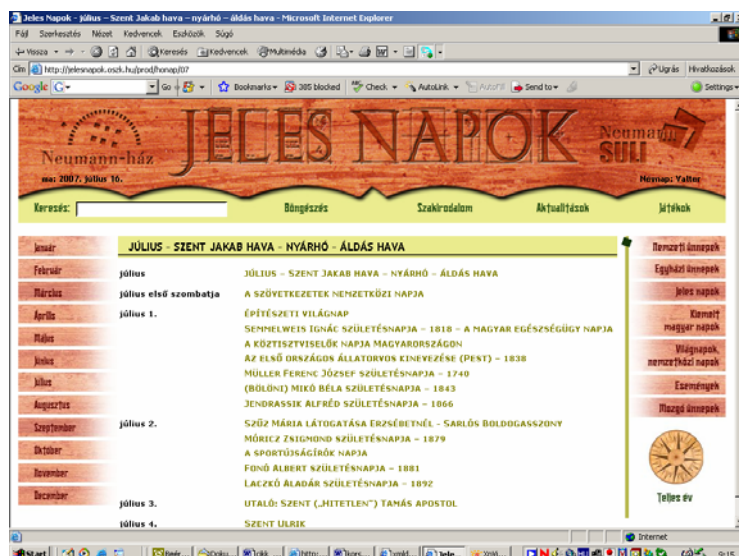 Jeles Napok - július – Szent Jakab hava – nyárhó – áldás hava - Microsoft Internet Explorer
Fájl Szerkesztés Nézet Kedvencek Eszközök Súgó
Vissza Keresés Kedvencek Multimédia
Cím http://jelesnapok.oszk.hu/prod/honap/07 Ugrás Hivatkozások
Google Go Bookmarks 385 blocked Check AutoLink AutoFill Send to Settings
Neumann-ház
JELES NAPOK
Neumann SULI
ma: 2007. július 16.
Névnap: Valter
Keresés: Böngészés Szakirodalom Aktualitások Játékok
Január
Február
Március
Április
Május
Június
Július
Augusztus
Szeptember
Október
November
December
JÚLIUS - SZENT JAKAB HAVA - NYÁRHÓ - ÁLDÁS HAVA
július JÚLIUS – SZENT JAKAB HAVA – NYÁRHÓ – ÁLDÁS HAVA
július első szombatja A SZÖVETKEZETEK NEMZETKÖZI NAPJA
július 1. ÉPÍTÉSZETI VILÁGNAP
SEMMELWEIS IGNÁC SZÜLETÉSNAPJA – 1818 – A MAGYAR EGÉSZSÉGÜGY NAPJA
A KÖZTISZTVISELŐK NAPJA MAGYARORSZÁGON
AZ ELSŐ ORSZÁGOS ÁLLATORVOS KINEVEZÉSE (PEST) – 1838
MÜLLER FERENC JÓZSEF SZÜLETÉSNAPJA – 1740
(BÖLÖNI) MIKÓ BÉLA SZÜLETÉSNAPJA – 1843
JENDRASSIK ALFRÉD SZÜLETÉSNAPJA – 1866
július 2. SZŰZ MÁRIA LÁTOGATÁSA ERZSÉBETNÉL - SARLÓS BOLDOGASSZONY
MÓRICZ ZSIGMOND SZÜLETÉSNAPJA – 1879
A SPORTÚJSÁGÍRÓK NAPJA
FONÓ ALBERT SZÜLETÉSNAPJA – 1881
LACZKÓ ALADÁR SZÜLETÉSNAPJA – 1892
július 3. UTALÓ: SZENT („HITETLEN”) TAMÁS APOSTOL
július 4. SZENT ULRIK
Nemzeti ünnepek
Egyházi ünnepek
Jeles napok
Kiemelt
magyar napok
Világnapok,
nemzetközi napok
Események
Mozgó ünnepek
Teljes év
Internet
Start 9:15